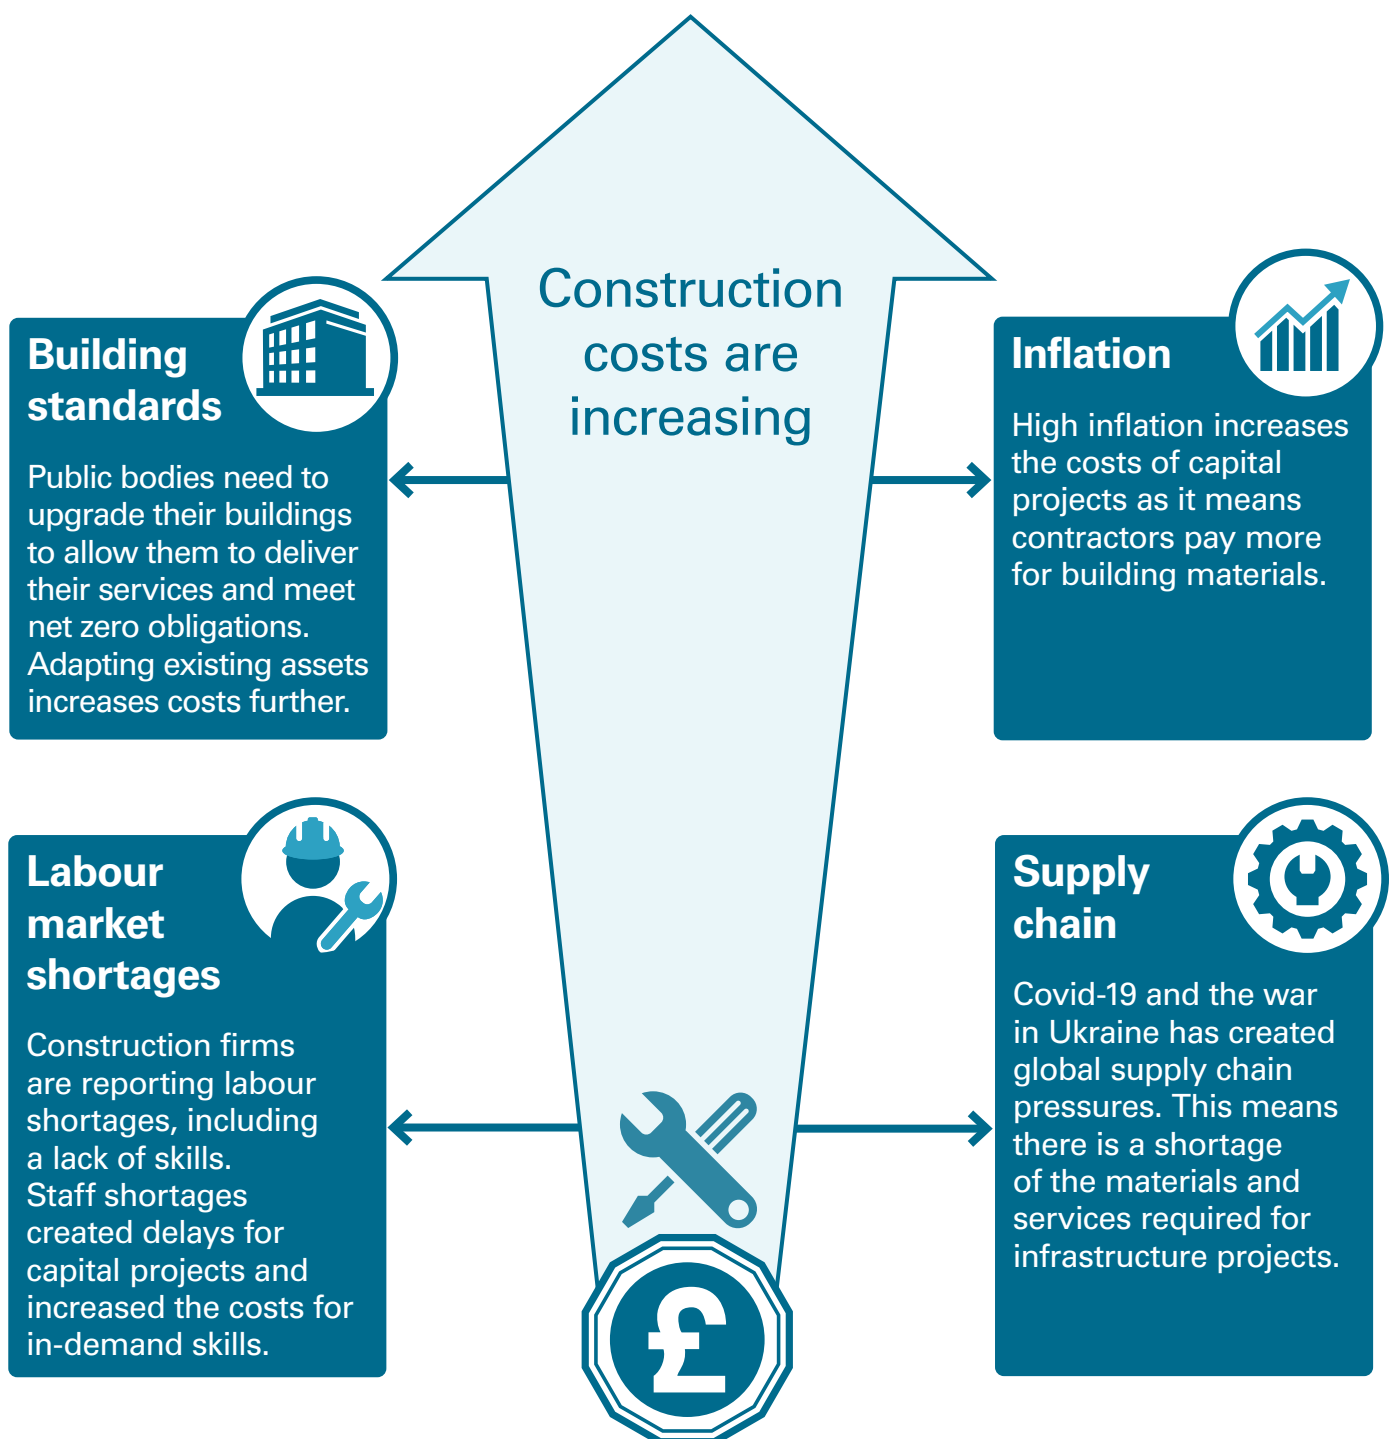 Construction
costs are
increasing
Building
standards
Public bodies need to
upgrade their buildings
to allow them to deliver
their services and meet
net zero obligations.
Adapting existing assets
increases costs further.
Inflation
High inflation increases
the costs of capital
projects as it means
contractors pay more
for building materials.
Labour
market
shortages
Construction firms
are reporting labour
shortages, including
a lack of skills.
Staff shortages
created delays for
capital projects and
increased the costs for
in-demand skills.
Supply
chain
Covid-19 and the war
in Ukraine has created
global supply chain
pressures. This means
there is a shortage
of the materials and
services required for
infrastructure projects.
£